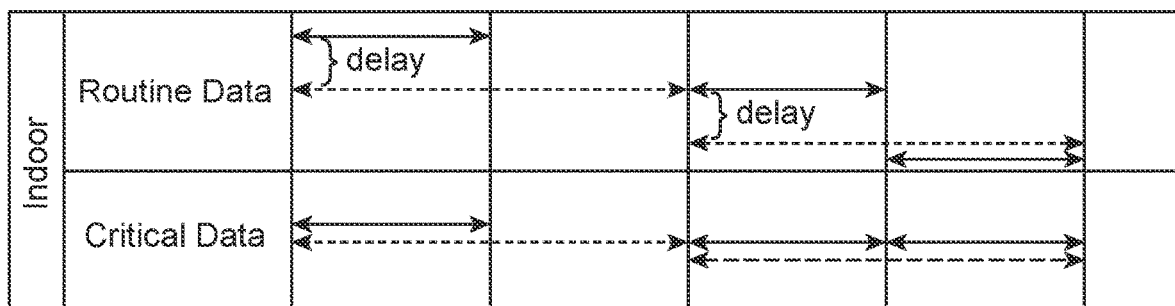 Indoor
Routine Data
delay
delay
Critical Data